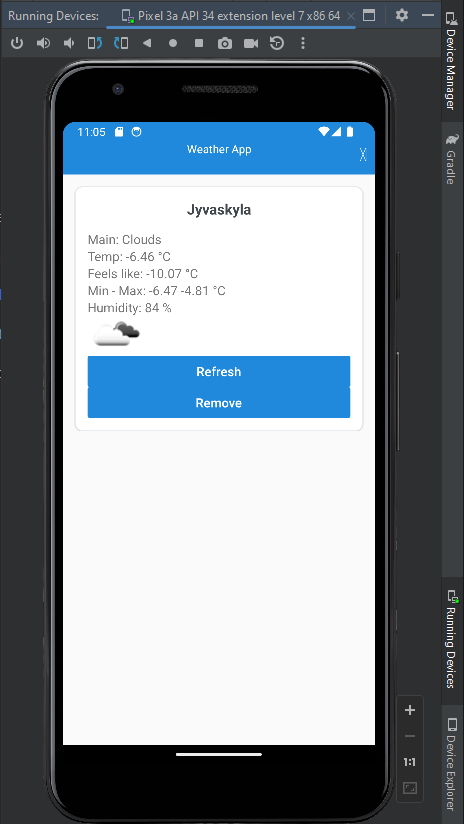 Running Devices: Pixel 3a API 34 extension level 7 x86 64
11:05
Weather App
Jyvaskyla
Main: Clouds
Temp: -6.46 °C
Feels like: -10.07 °C
Min - Max: -6.47 -4.81 °C
Humidity: 84 %
Refresh
Remove
1:1
Device Manager
Gradle
Running Devices
Device Explorer